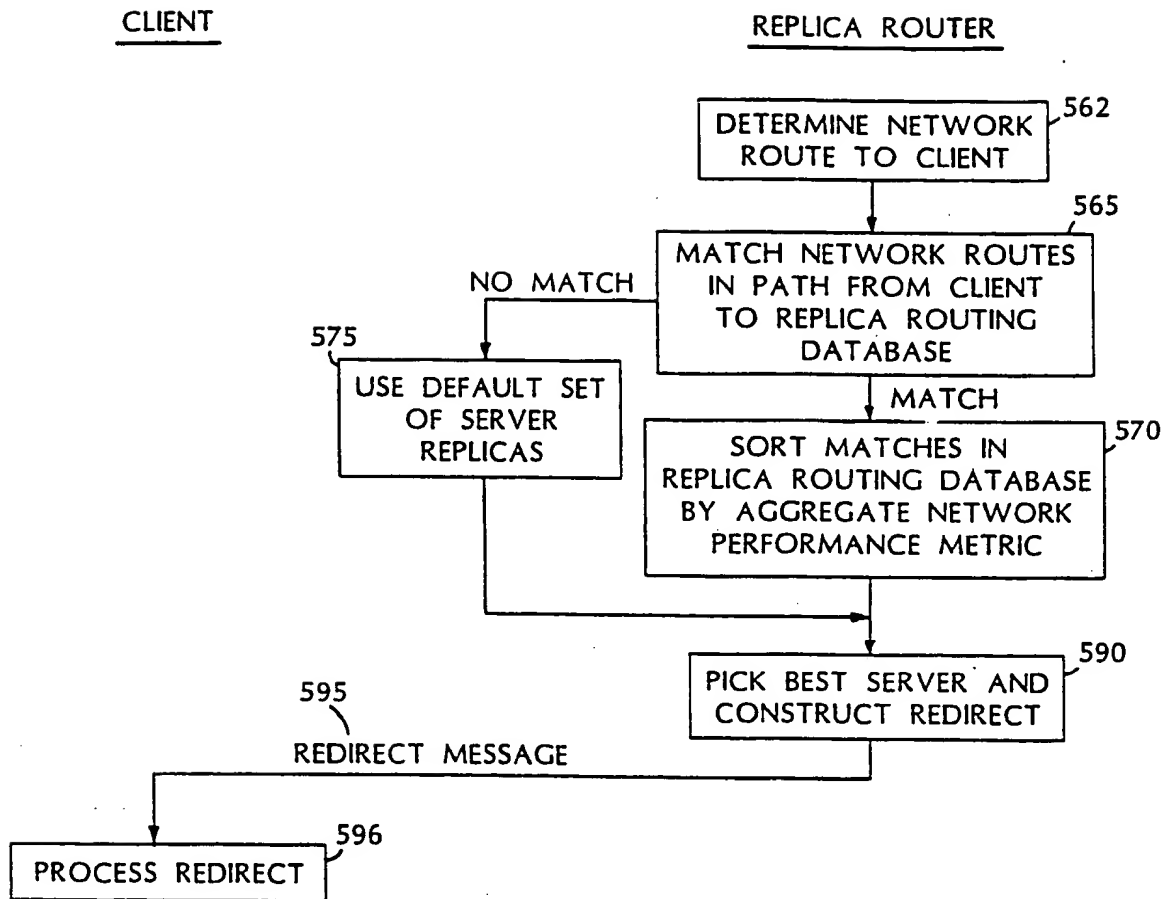 CLIENT
REPLICA ROUTER
562
DETERMINE NETWORK
ROUTE TO CLIENT
565
MATCH NETWORK ROUTES
IN PATH FROM CLIENT
TO REPLICA ROUTING
DATABASE
NO MATCH
575
USE DEFAULT SET
OF SERVER
REPLICAS
MATCH
570
SORT MATCHES IN
REPLICA ROUTING DATABASE
BY AGGREGATE NETWORK
PERFORMANCE METRIC
590
PICK BEST SERVER AND
CONSTRUCT REDIRECT
595
REDIRECT MESSAGE
596
PROCESS REDIRECT